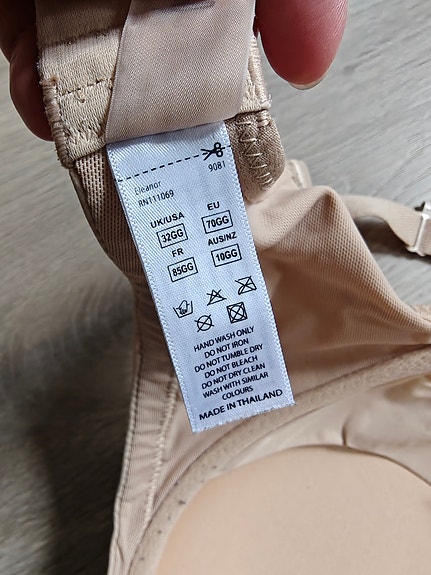 Eleanor 9081
RN111069
UK/USA EU
32GG 70GG
FR AUS/NZ
85GG 10GG
HAND WASH ONLY
DO NOT IRON
DO NOT TUMBLE DRY
DO NOT BLEACH
DO NOT DRY CLEAN
WASH WITH SIMILAR
COLOURS
MADE IN THAILAND